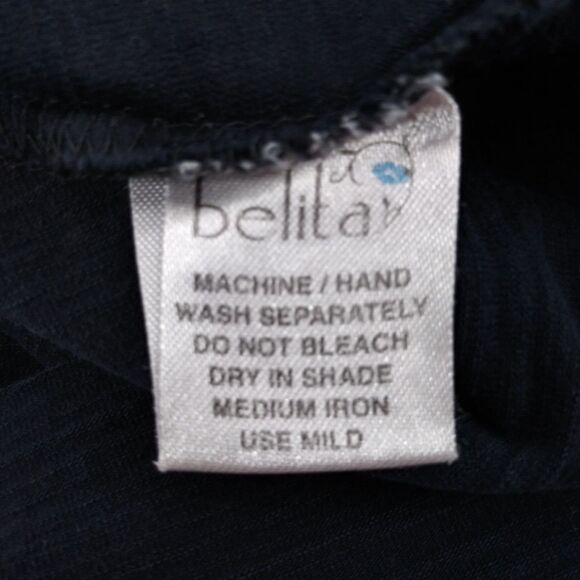 belita
MACHINE / HAND
WASH SEPARATELY
DO NOT BLEACH
DRY IN SHADE
MEDIUM IRON
USE MILD